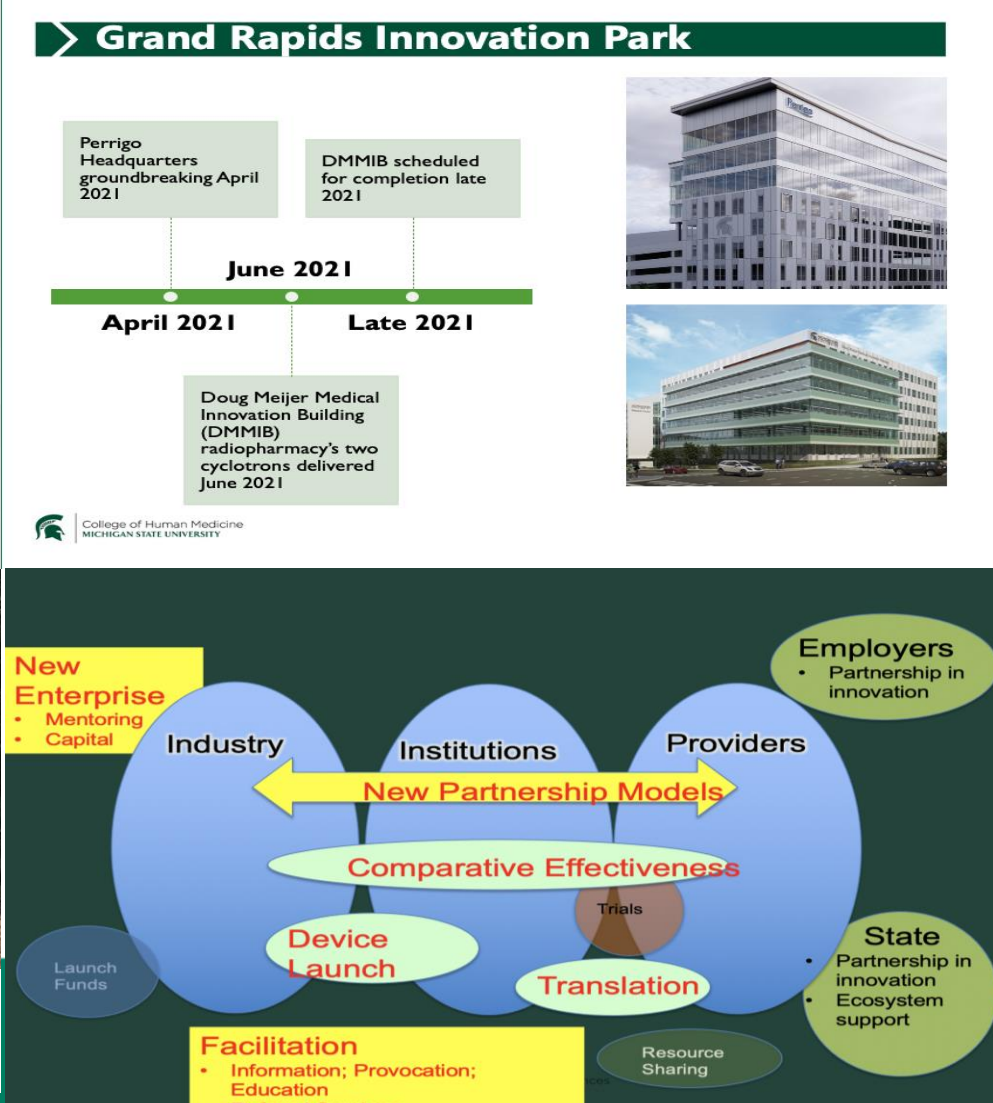 Grand Rapids Innovation Park
Perrigo
Headquarters
groundbreaking April
2021
DMMIB scheduled
for completion late
2021
June 2021
April 2021
Late 2021
Doug Meijer Medical
Innovation Building
(DMMIB)
radiopharmacy's two
cyclotrons delivered
June 2021
Perrigo
College of Human Medicine
MICHIGAN STATE UNIVERSITY
New
Enterprise
• Mentoring
• Capital
Industry
Institutions
Providers
Employers
• Partnership in
innovation
New Partnership Models
Comparative Effectiveness
Trials
Device
Launch
Translation
Launch
Funds
State
• Partnership in
innovation
• Ecosystem
support
Facilitation
• Information; Provocation;
Education
Resource
Sharing